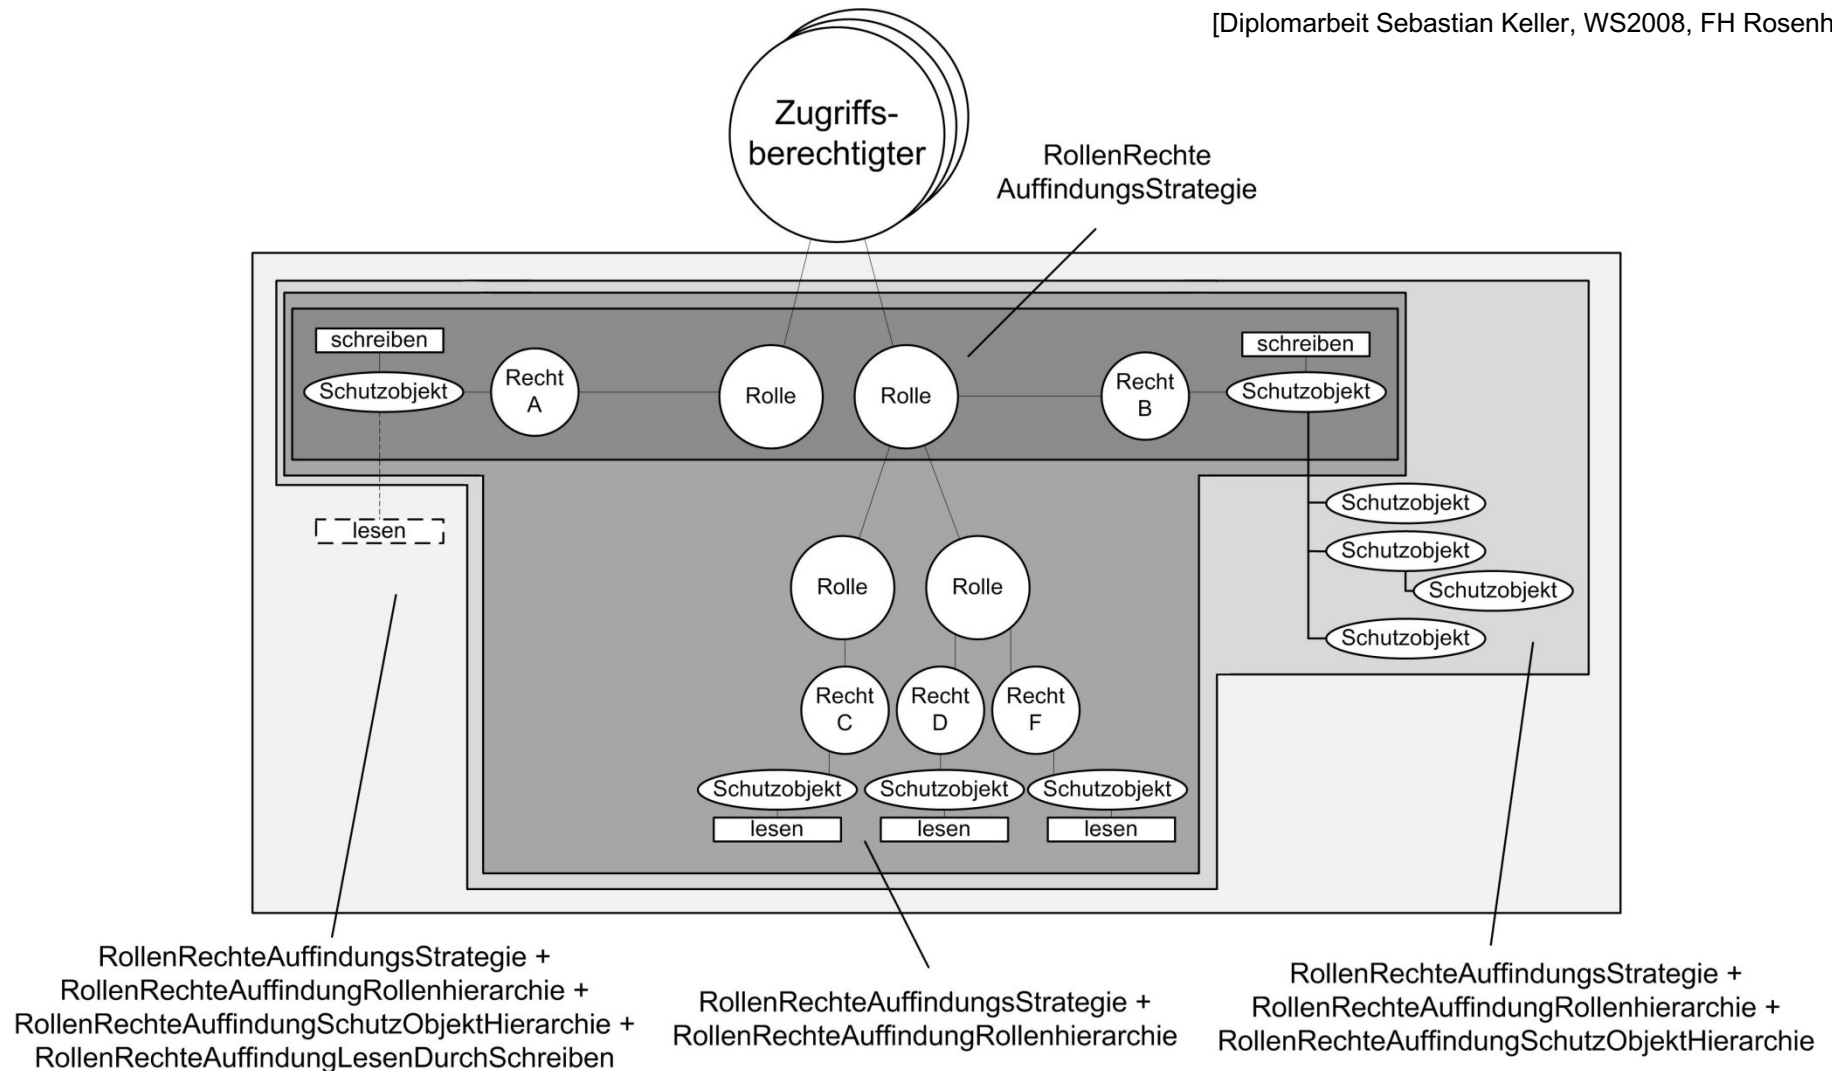 [Diplomarbeit Sebastian Keller, WS2008, FH Rosenh
Zugriffs-
berechtigter
RollenRechte
AuffindungsStrategie
schreiben
Schutzobjekt
Recht
A
Rolle
Rolle
Recht
B
schreiben
Schutzobjekt
lesen
Schutzobjekt
Schutzobjekt
Schutzobjekt
Schutzobjekt
Rolle
Rolle
Recht
C
Recht
D
Recht
F
Schutzobjekt
Schutzobjekt
Schutzobjekt
lesen
lesen
lesen
RollenRechteAuffindungsStrategie +
RollenRechteAuffindungRollenhierarchie +
RollenRechteAuffindungSchutzObjektHierarchie +
RollenRechteAuffindungLesenDurchSchreiben
RollenRechteAuffindungsStrategie +
RollenRechteAuffindungRollenhierarchie
RollenRechteAuffindungsStrategie +
RollenRechteAuffindungRollenhierarchie +
RollenRechteAuffindungSchutzObjektHierarchie